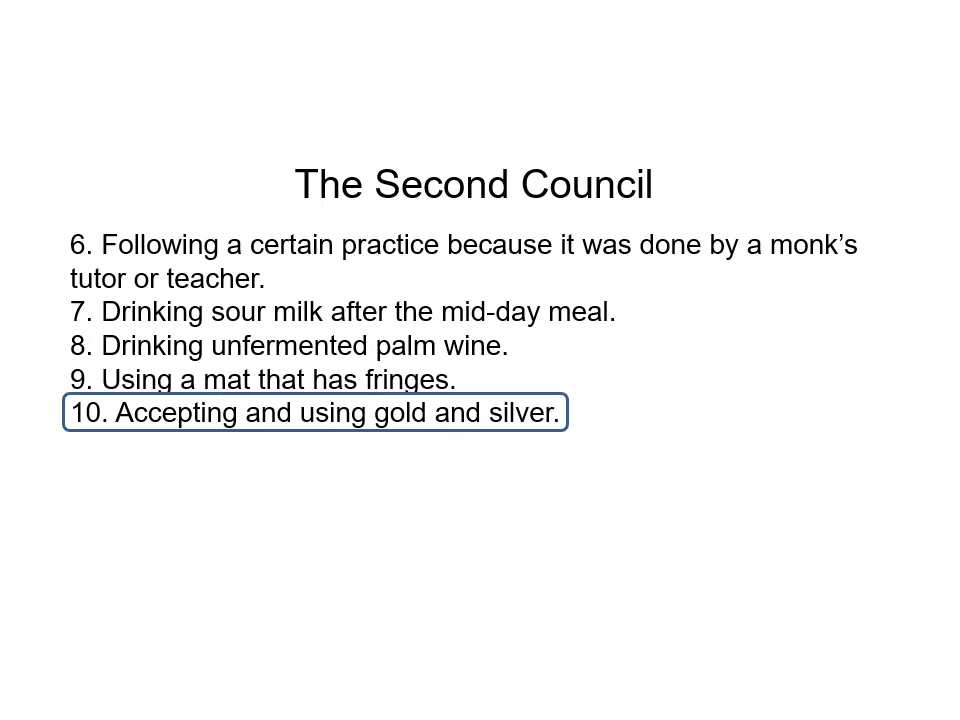 The Second Council
6. Following a certain practice because it was done by a monk’s
tutor or teacher.
7. Drinking sour milk after the mid-day meal.
8. Drinking unfermented palm wine.
9. Using a mat that has fringes.
10. Accepting and using gold and silver.